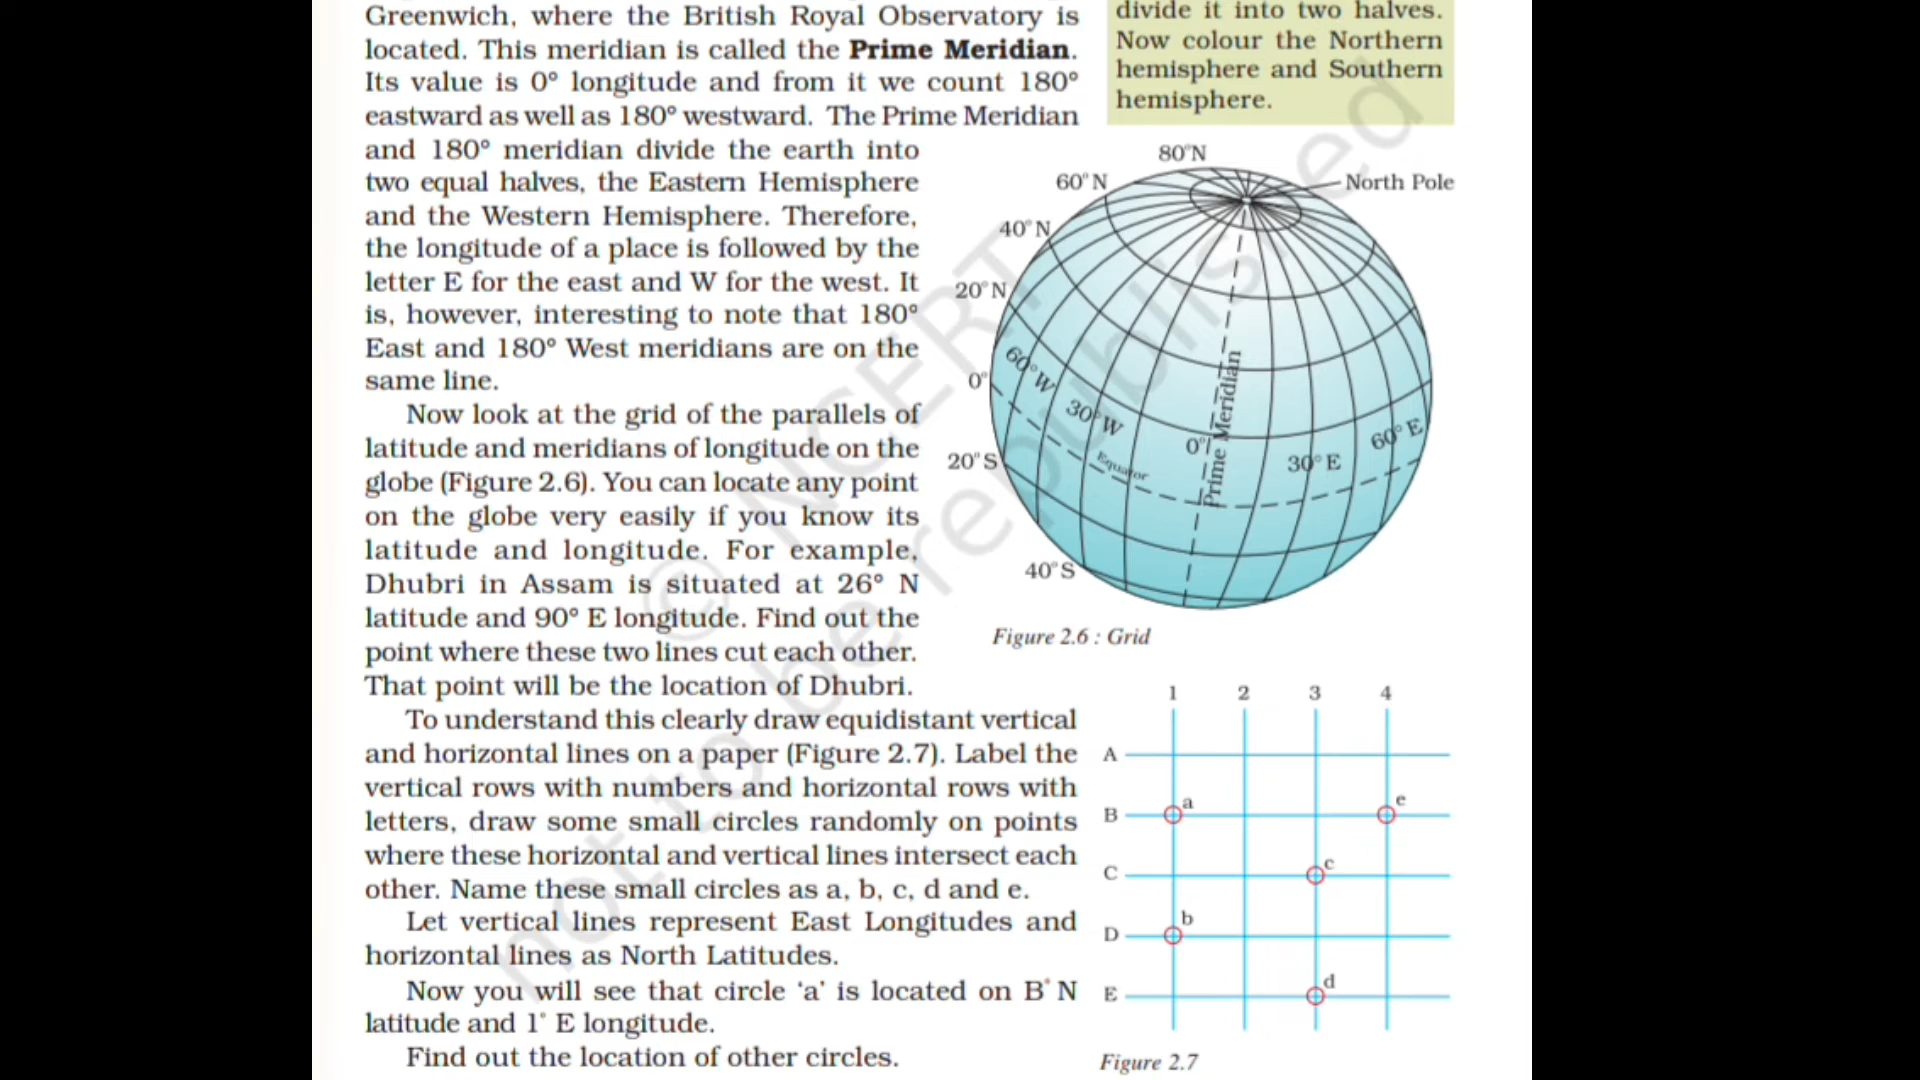 Greenwich, where the British Royal Observatory is
located. This meridian is called the Prime Meridian.
Its value is 0° longitude and from it we count 180°
eastward as well as 180° westward. The Prime Meridian
and 180° meridian divide the earth into
two equal halves, the Eastern Hemisphere
and the Western Hemisphere. Therefore,
the longitude of a place is followed by the
letter E for the east and W for the west. It
is, however, interesting to note that 180°
East and 180° West meridians are on the
same line.
Now look at the grid of the parallels of
latitude and meridians of longitude on the
globe (Figure 2.6). You can locate any point
on the globe very easily if you know its
latitude and longitude. For example,
Dhubri in Assam is situated at 26° N
latitude and 90° E longitude. Find out the
point where these two lines cut each other.
That point will be the location of Dhubri.
To understand this clearly draw equidistant vertical
and horizontal lines on a paper (Figure 2.7). Label the
vertical rows with numbers and horizontal rows with
letters, draw some small circles randomly on points
where these horizontal and vertical lines intersect each
other. Name these small circles as a, b, c, d and e.
Let vertical lines represent East Longitudes and
horizontal lines as North Latitudes.
Now you will see that circle ‘a’ is located on B° N
latitude and 1° E longitude.
Find out the location of other circles.
divide it into two halves.
Now colour the Northern
hemisphere and Southern
hemisphere.
80°N
60°N
North Pole
40°N
20°N
0°
60°W
30°W
Equator
0°
Prime Meridian
30°E
60°E
20°S
40°S
Figure 2.6 : Grid
1 2 3 4
A
B a e
C c
D b
E d
Figure 2.7
© NCERT
not to be republished